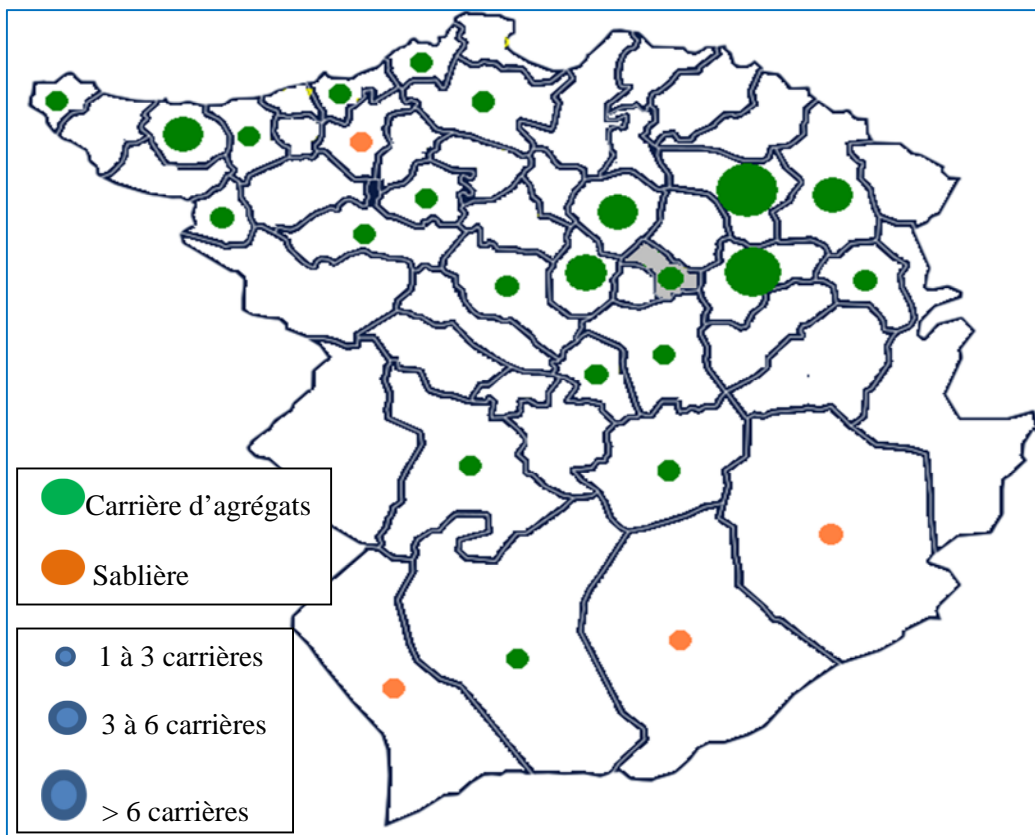 Carrière d'agrégats
Sablière
1 à 3 carrières
3 à 6 carrières
> 6 carrières